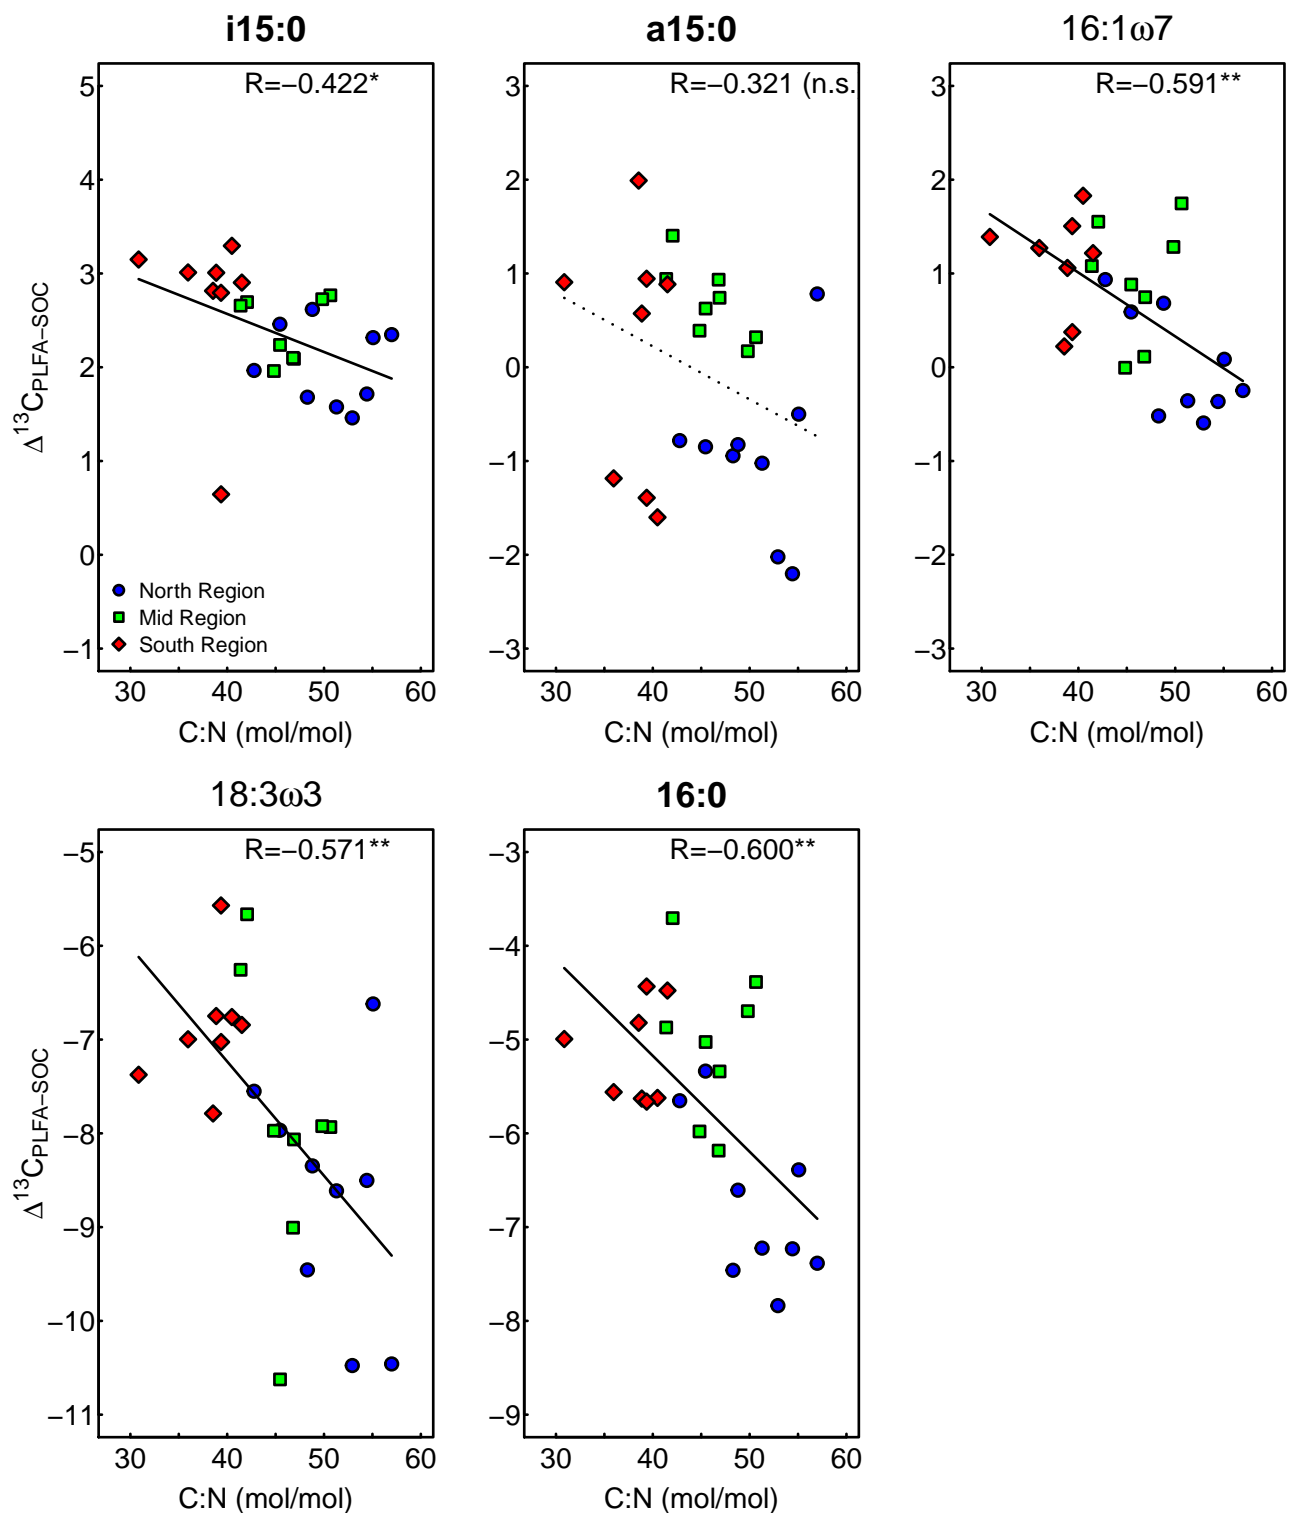 i15:0
a15:0
16:1ω7
R=−0.422*
R=−0.321 (n.s.
R=−0.591**
5
4
3
2
1
0
−1
3
2
1
0
−1
−2
−3
3
2
1
0
−1
−2
−3
Δ13CPLFA−SOC
North Region
Mid Region
South Region
30 40 50 60
30 40 50 60
30 40 50 60
C:N (mol/mol)
C:N (mol/mol)
C:N (mol/mol)
18:3ω3
16:0
R=−0.571**
R=−0.600**
−5
−6
−7
−8
−9
−10
−11
−3
−4
−5
−6
−7
−8
−9
Δ13CPLFA−SOC
30 40 50 60
30 40 50 60
C:N (mol/mol)
C:N (mol/mol)